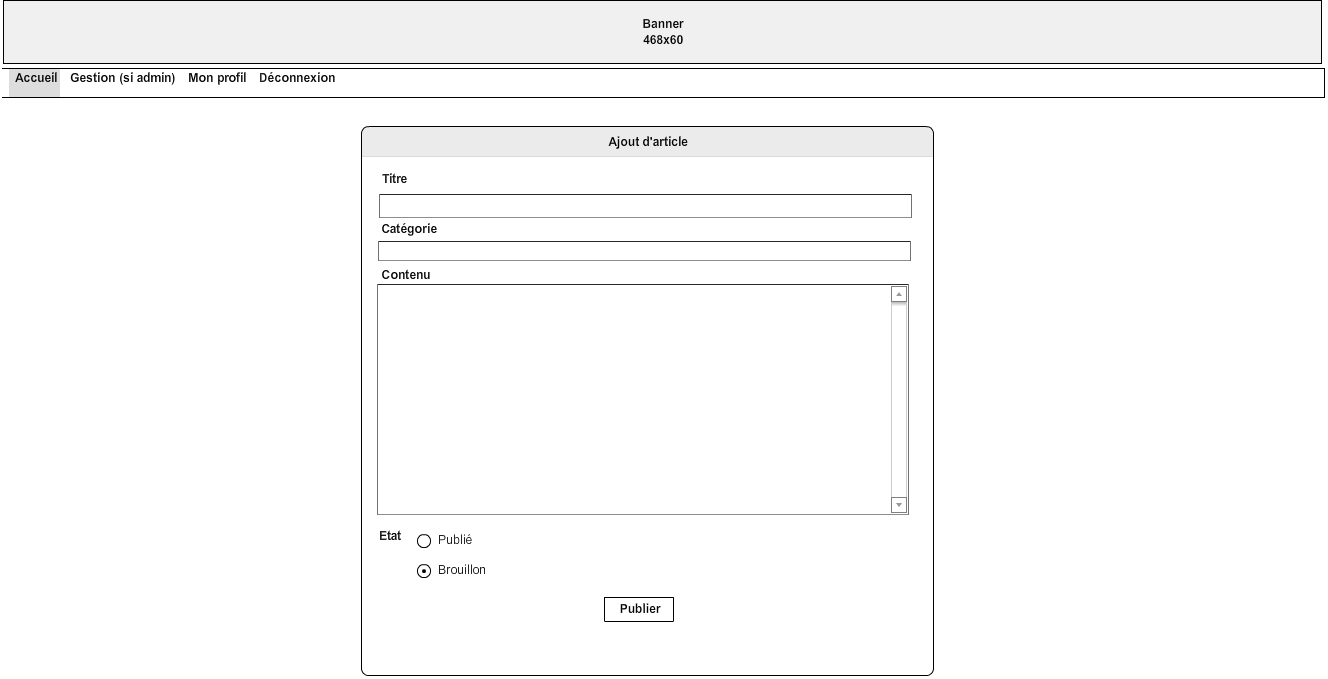 Banner
468x60
Accueil Gestion (si admin) Mon profil Déconnexion
Ajout d'article
Titre
Catégorie
Contenu
Etat Publié
Brouillon
Publier